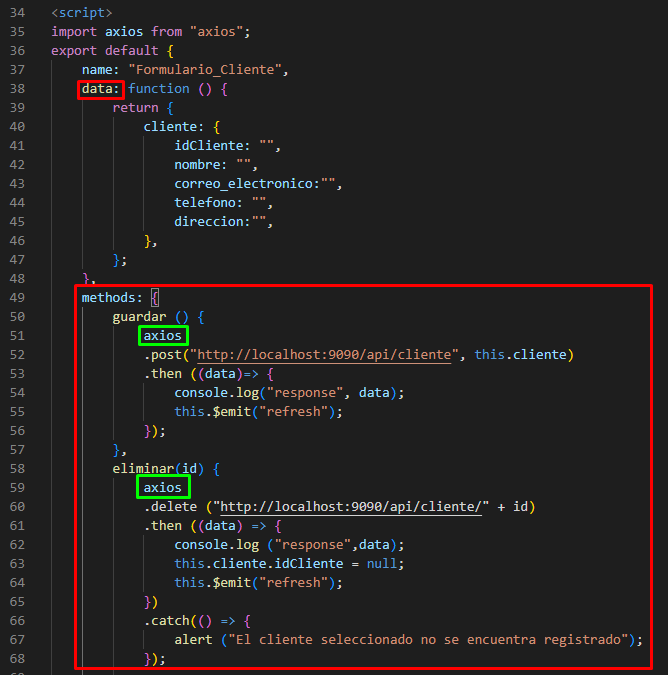 34 <script>
35 import axios from "axios";
36 export default {
37 name: "Formulario_Cliente",
38 data: function () {
39 return {
40 cliente: {
41 idCliente: "",
42 nombre: "",
43 correo_electronico:"",
44 telefono: "",
45 direccion:"",
46 },
47 };
48 },
49 methods: {
50 guardar () {
51 axios
52 .post("http://localhost:9090/api/cliente", this.cliente)
53 .then ((data)=> {
54 console.log("response", data);
55 this.$emit("refresh");
56 });
57 },
58 eliminar(id) {
59 axios
60 .delete ("http://localhost:9090/api/cliente/" + id)
61 .then ((data) => {
62 console.log ("response",data);
63 this.cliente.idCliente = null;
64 this.$emit("refresh");
65 })
66 .catch(() => {
67 alert ("El cliente seleccionado no se encuentra registrado");
68 });